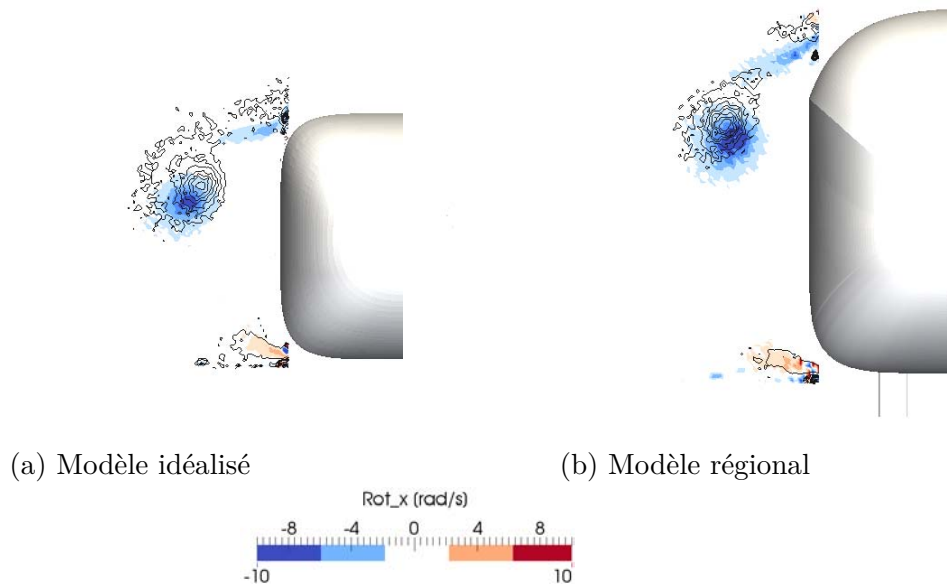 (a) Modèle idéalisé
(b) Modèle régional
Rot_x (rad/s)
-8 -4 0 4 8
-10 10